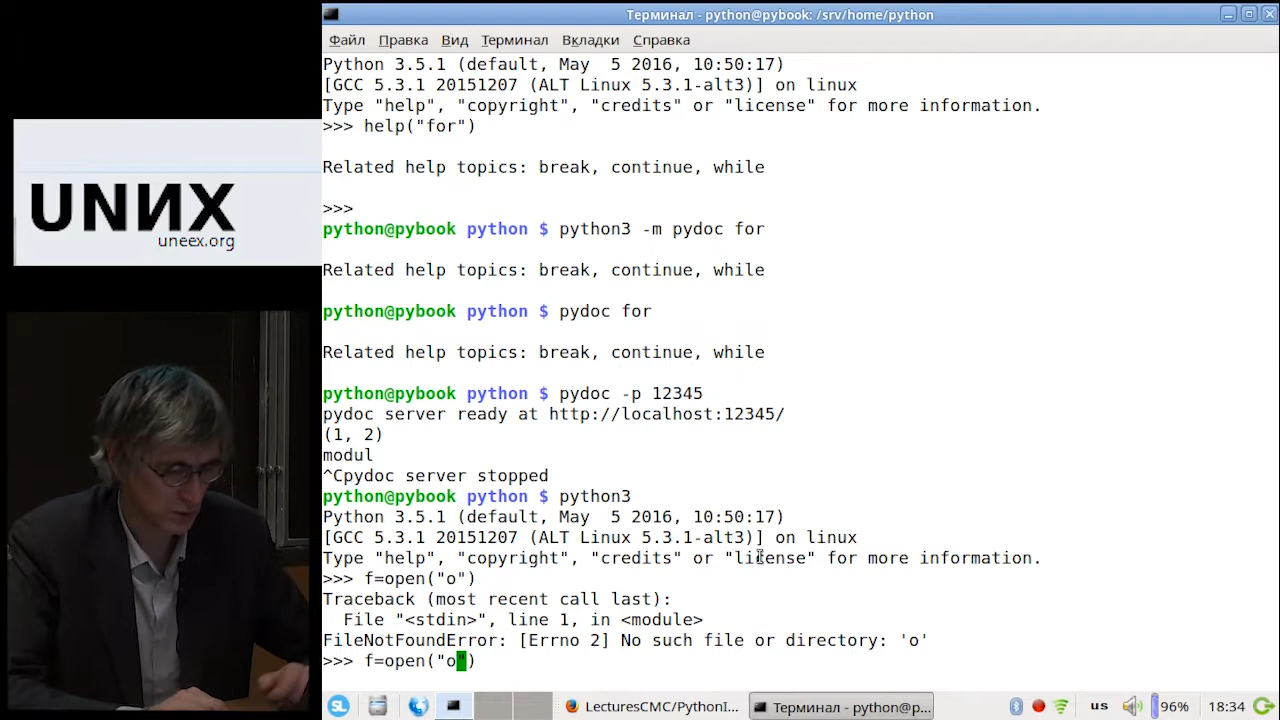 Терминал - python@pybook: /srv/home/python
Файл Правка Вид Терминал Вкладки Справка
Python 3.5.1 (default, May  5 2016, 10:50:17)
[GCC 5.3.1 20151207 (ALT Linux 5.3.1-alt3)] on linux
Type "help", "copyright", "credits" or "license" for more information.
>>> help("for")
Related help topics: break, continue, while
>>>
python@pybook python $ python3 -m pydoc for
Related help topics: break, continue, while
python@pybook python $ pydoc for
Related help topics: break, continue, while
python@pybook python $ pydoc -p 12345
pydoc server ready at http://localhost:12345/
(1, 2)
modul
^Cpydoc server stopped
python@pybook python $ python3
Python 3.5.1 (default, May  5 2016, 10:50:17)
[GCC 5.3.1 20151207 (ALT Linux 5.3.1-alt3)] on linux
Type "help", "copyright", "credits" or "license" for more information.
>>> f=open("o")
Traceback (most recent call last):
  File "<stdin>", line 1, in <module>
FileNotFoundError: [Errno 2] No such file or directory: 'o'
>>> f=open("o")
UNИX
uneex.org
SL LecturesCMC/PythonI... Терминал - python@p... us 96% 18:34